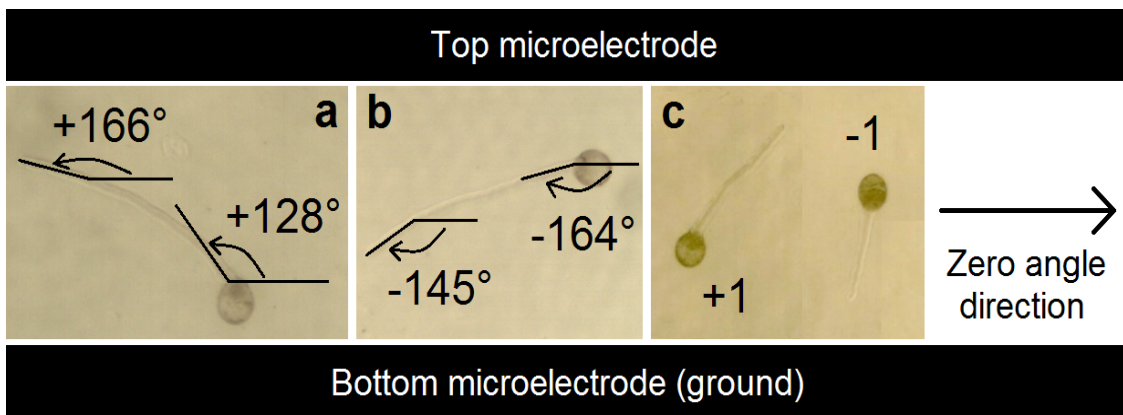 Top microelectrode
a
+166°
+128°
b
-164°
-145°
c
-1
+1
Zero angle
direction
Bottom microelectrode (ground)